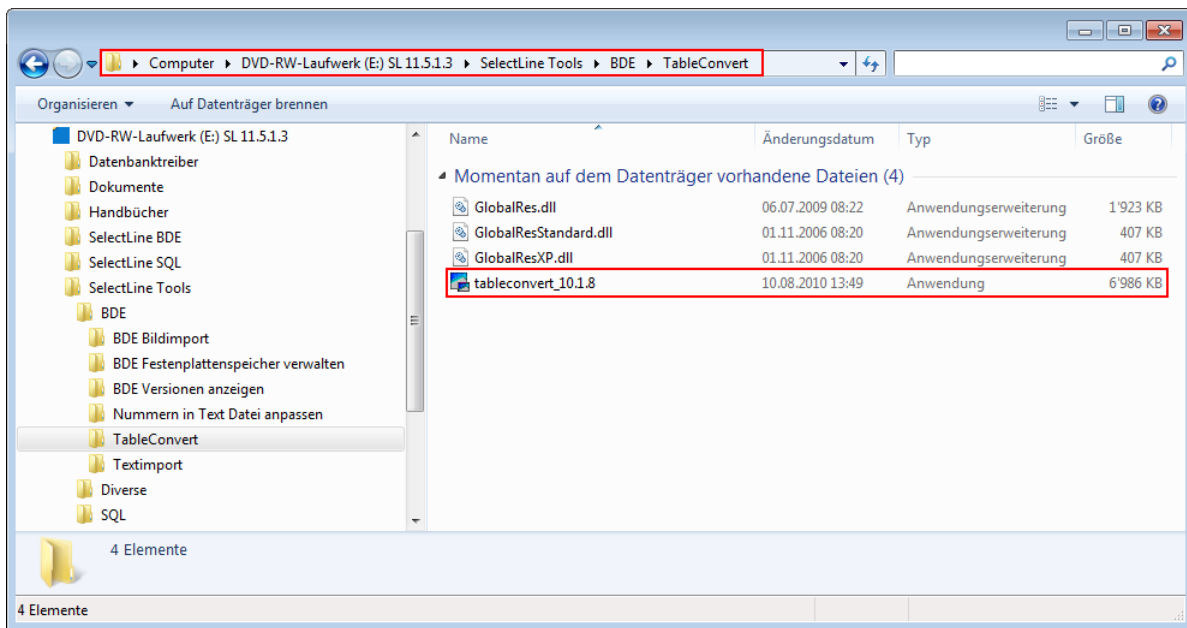 Computer ▸ DVD-RW-Laufwerk (E:) SL 11.5.1.3 ▸ SelectLine Tools ▸ BDE ▸ TableConvert
Organisieren Auf Datenträger brennen
DVD-RW-Laufwerk (E:) SL 11.5.1.3
Datenbanktreiber
Dokumente
Handbücher
SelectLine BDE
SelectLine SQL
SelectLine Tools
BDE
BDE Bildimport
BDE Festenplattenspeicher verwalten
BDE Versionen anzeigen
Nummern in Text Datei anpassen
TableConvert
Textimport
Diverse
SQL
Name Änderungsdatum Typ Größe
Momentan auf dem Datenträger vorhandene Dateien (4)
GlobalRes.dll 06.07.2009 08:22 Anwendungserweiterung 1'923 KB
GlobalResStandard.dll 01.11.2006 08:20 Anwendungserweiterung 407 KB
GlobalResXP.dll 01.11.2006 08:20 Anwendungserweiterung 407 KB
tableconvert_10.1.8 10.08.2010 13:49 Anwendung 6'986 KB
4 Elemente
4 Elemente